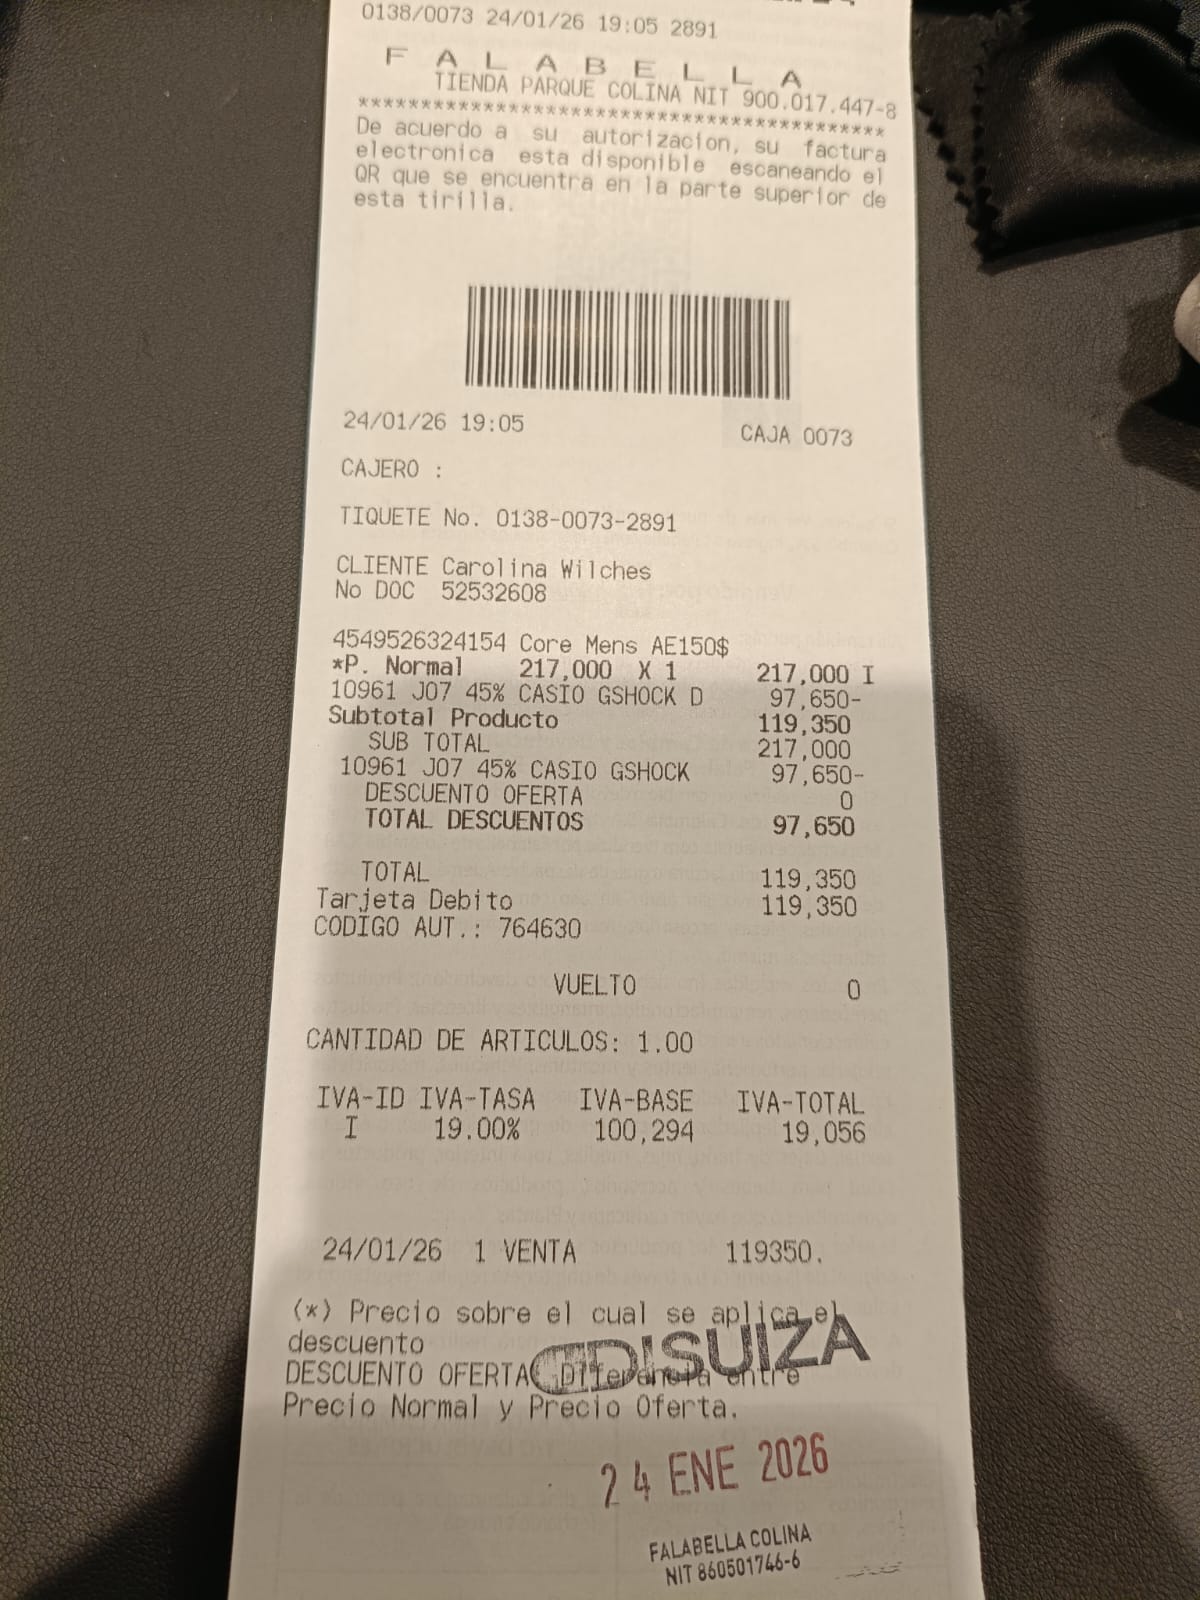 0138/0073 24/01/26 19:05 2891
F A L A B E L L A
TIENDA PARQUE COLINA NIT 900.017.447-8
******************************************
De acuerdo a su autorizacion, su factura
electronica esta disponible escaneando el
QR que se encuentra en la parte superior de
esta tirilla.
24/01/26 19:05 CAJA 0073
CAJERO :
TIQUETE No. 0138-0073-2891
CLIENTE Carolina Wilches
No DOC 52532608
4549526324154 Core Mens AE150$
*P. Normal 217,000 X 1 217,000 I
10961 J07 45% CASIO GSHOCK D 97,650-
Subtotal Producto 119,350
SUB TOTAL 217,000
10961 J07 45% CASIO GSHOCK 97,650-
DESCUENTO OFERTA 0
TOTAL DESCUENTOS 97,650
TOTAL 119,350
Tarjeta Debito 119,350
CODIGO AUT.: 764630
VUELTO 0
CANTIDAD DE ARTICULOS: 1.00
IVA-ID IVA-TASA IVA-BASE IVA-TOTAL
I 19.00% 100,294 19,056
24/01/26 1 VENTA 119350.
(*) Precio sobre el cual se aplica el
descuento
DISUIZA
DESCUENTO OFERTA Diferencia entre
Precio Normal y Precio Oferta.
24 ENE 2026
FALABELLA COLINA
NIT 860501746-6